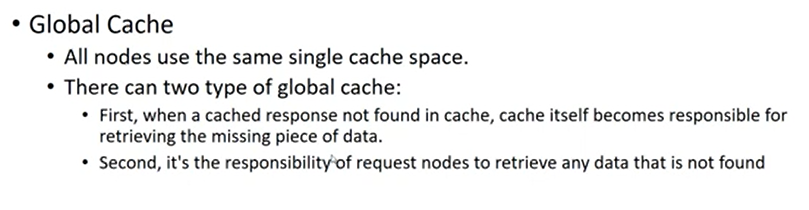 • Global Cache
• All nodes use the same single cache space.
• There can two type of global cache:
• First, when a cached response not found in cache, cache itself becomes responsible for
retrieving the missing piece of data.
• Second, it's the responsibility of request nodes to retrieve any data that is not found